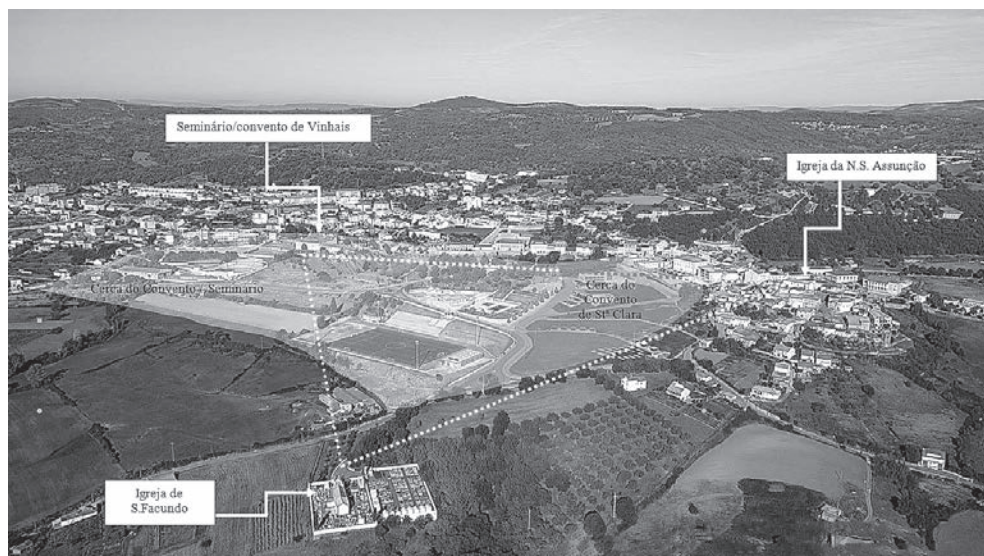 Seminário/convento de Vinhais
Igreja da N.S. Assunção
Cerca do Convento / Seminário
Cerca do
Convento
de Stª Clara
Igreja de
S.Facundo